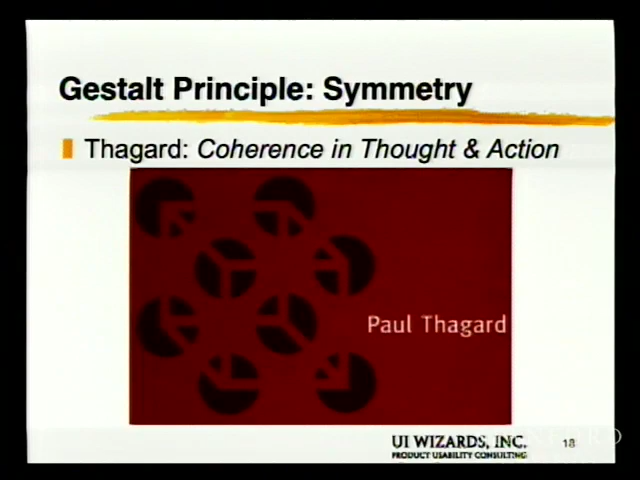 Gestalt Principle: Symmetry
Thagard: Coherence in Thought & Action
Paul Thagard
UI WIZARDS, INC.
PRODUCT USABILITY CONSULTING
18